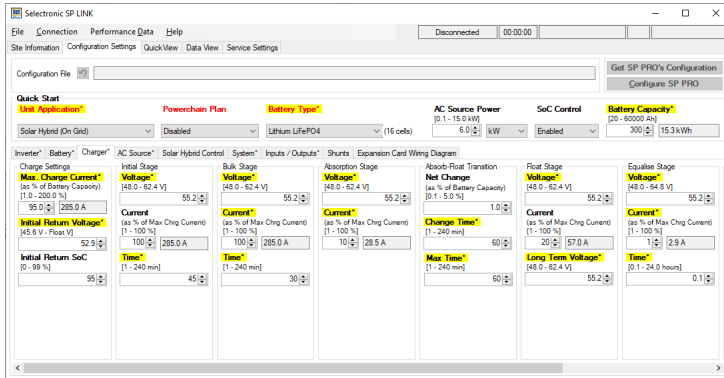 Selectronic SP LINK
File Connection Performance Data Help
Disconnected 00:00:00
Site Information Configuration Settings Quick View Data View Service Settings
Configuration File
Get SP PRO's Configuration
Configure SP PRO
Quick Start
Unit Application* Powerchain Plan Battery Type* AC Source Power SoC Control Battery Capacity*
[0.1 - 15.0 kW] [20 - 60000 Ah]
Solar Hybrid (On Grid) Disabled Lithium LiFePO4 (16 cells) 6.0 kW Enabled 300 15.3 kWh
Inverter* Battery* Charger* AC Source* Solar Hybrid Control System* Inputs / Outputs* Shunts Expansion Card Wiring Diagram
Charger Settings
Max. Charge Current*
(as % of Battery Capacity)
[1.0 - 200.0 %]
95.0 285.0 A
Initial Return Voltage*
[45.6 V - Float V]
52.9
Initial Return SoC
[0 - 99 %]
95
Initial Stage
Voltage*
[48.0 - 62.4 V]
55.2
Current
(as % of Max Chrg Current)
[1 - 100 %]
100 285.0 A
Time*
[1 - 240 min]
45
Bulk Stage
Voltage*
[48.0 - 62.4 V]
55.2
Current*
(as % of Max Chrg Current)
[1 - 100 %]
100 285.0 A
Time*
[1 - 240 min]
30
Absorption Stage
Voltage*
[48.0 - 62.4 V]
55.2
Current*
(as % of Max Chrg Current)
[1 - 100 %]
10 28.5 A
Absorb-Float Transition
Net Change
(as % of Battery Capacity)
[0.1 - 5.0 %]
1.0
Change Time*
[1 - 240 min]
60
Max Time*
[1 - 240 min]
60
Float Stage
Voltage*
[48.0 - 62.4 V]
55.2
Current
(as % of Max Chrg Current)
[1 - 100 %]
20 57.0 A
Long Term Voltage*
[48.0 - 62.4 V]
55.2
Equalise Stage
Voltage*
[48.0 - 64.8 V]
55.2
Current*
(as % of Max Chrg Current)
[1 - 100 %]
1 2.9 A
Time*
[0.1 - 24.0 hours]
0.1